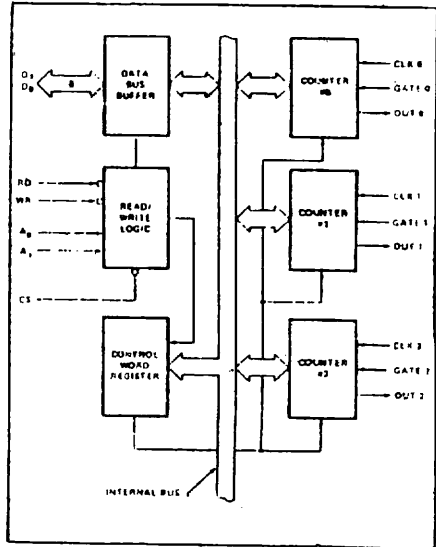 DATA
BUS
BUFFER
D7
D0
8
COUNTER
#0
CLK 0
GATE 0
OUT 0
RD
WR
A0
A1
CS
READ/
WRITE
LOGIC
COUNTER
#1
CLK 1
GATE 1
OUT 1
CONTROL
WORD
REGISTER
COUNTER
#2
CLK 2
GATE 2
OUT 2
INTERNAL BUS